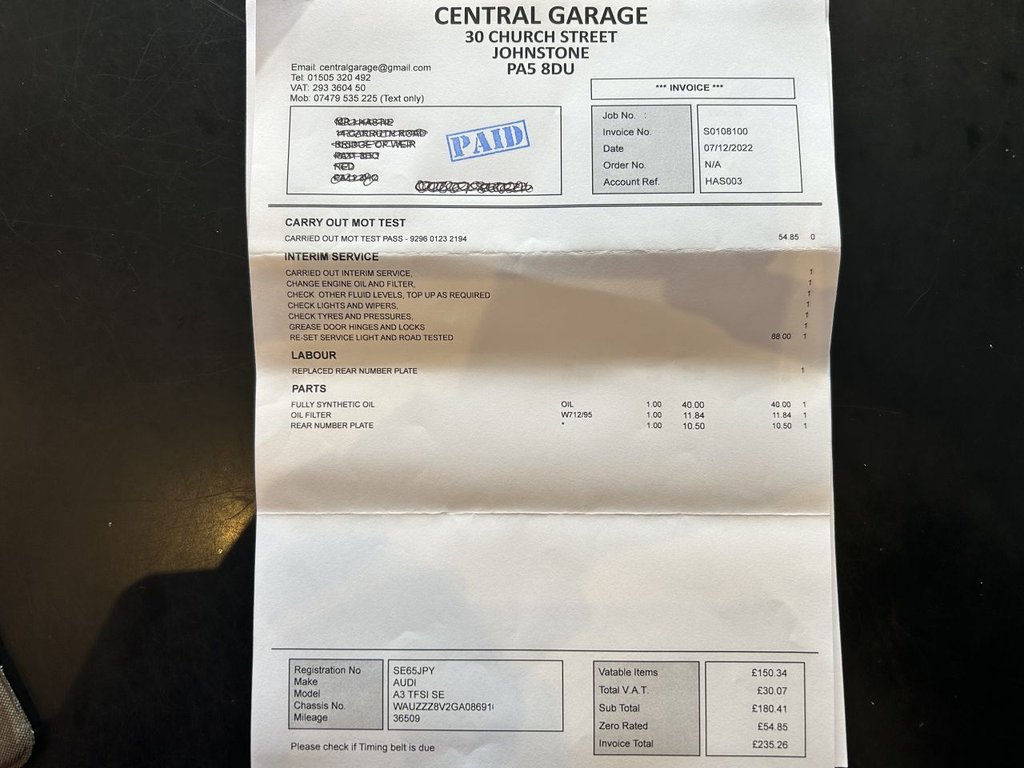 CENTRAL GARAGE
30 CHURCH STREET
JOHNSTONE
PA5 8DU
Email: centralgarage@gmail.com
Tel: 01505 320 492
VAT: 293 3604 50
Mob: 07479 535 225 (Text only)
*** INVOICE ***
PAID
Job No. :
Invoice No. S0108100
Date 07/12/2022
Order No. N/A
Account Ref. HAS003
CARRY OUT MOT TEST
CARRIED OUT MOT TEST PASS - 9296 0123 2194 54.85 0
INTERIM SERVICE
CARRIED OUT INTERIM SERVICE, 1
CHANGE ENGINE OIL AND FILTER, 1
CHECK OTHER FLUID LEVELS, TOP UP AS REQUIRED 1
CHECK LIGHTS AND WIPERS, 1
CHECK TYRES AND PRESSURES, 1
GREASE DOOR HINGES AND LOCKS 1
RE-SET SERVICE LIGHT AND ROAD TESTED 88.00 1
LABOUR
REPLACED REAR NUMBER PLATE 1
PARTS
FULLY SYNTHETIC OIL OIL 1.00 40.00 40.00 1
OIL FILTER W712/95 1.00 11.84 11.84 1
REAR NUMBER PLATE * 1.00 10.50 10.50 1
Registration No SE65JPY
Make AUDI
Model A3 TFSI SE
Chassis No. WAUZZZ8V2GA08691
Mileage 36509
Please check if Timing belt is due
Vatable Items £150.34
Total V.A.T. £30.07
Sub Total £180.41
Zero Rated £54.85
Invoice Total £235.26